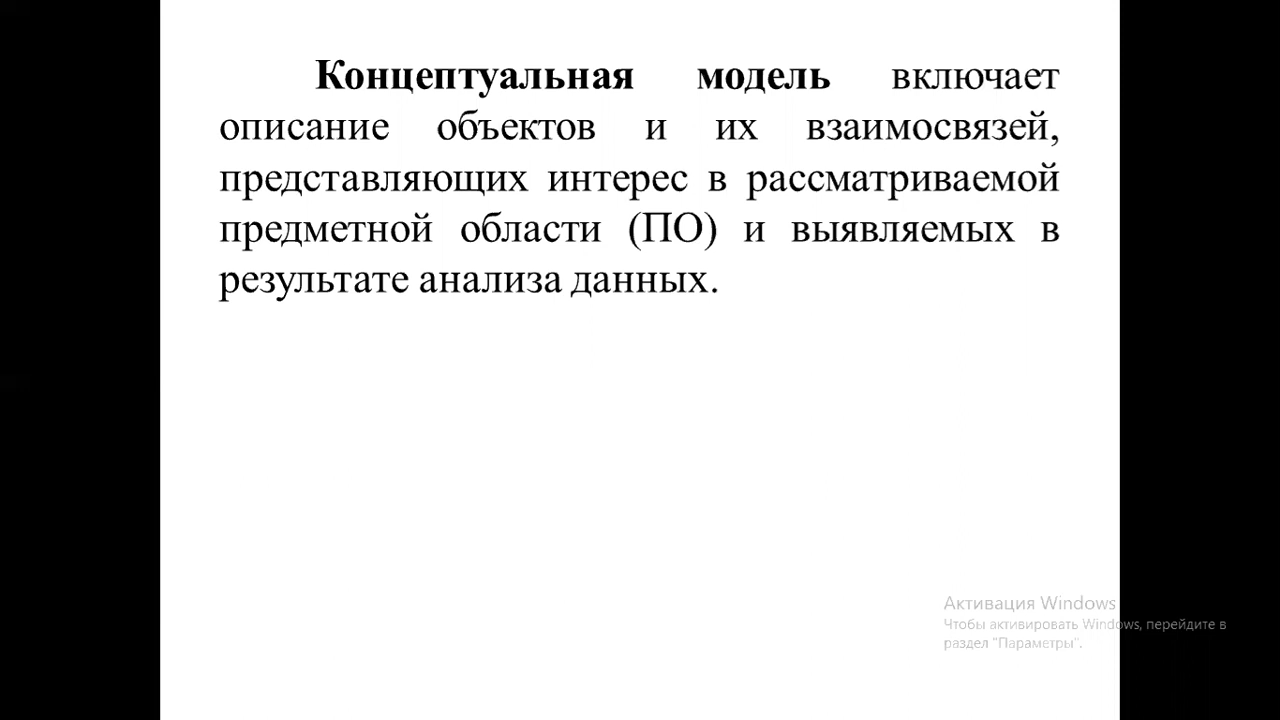 Концептуальная модель включает
описание объектов и их взаимосвязей,
представляющих интерес в рассматриваемой
предметной области (ПО) и выявляемых в
результате анализа данных.
Активация Windows
Чтобы активировать Windows, перейдите в
раздел "Параметры".